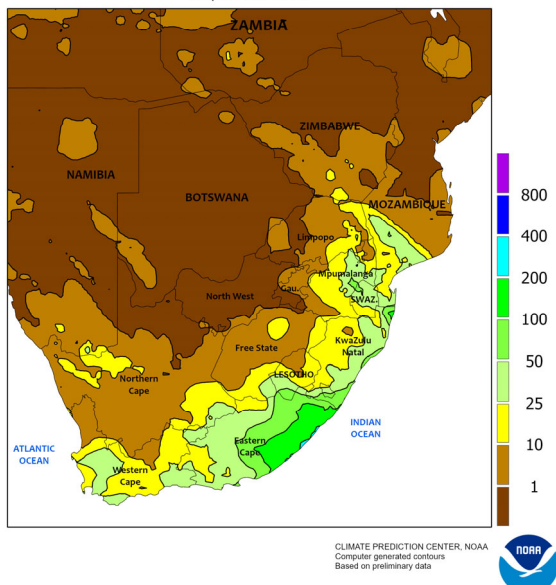 ZAMBIA
ZIMBABWE
NAMIBIA
BOTSWANA
MOZAMBIQUE
Limpopo
Mpumalanga
North West
Gau.
SWAZ.
Free State
KwaZulu
Natal
LESOTHO
Northern
Cape
Eastern
Cape
Western
Cape
ATLANTIC
OCEAN
INDIAN
OCEAN
800
400
200
100
50
25
10
1
CLIMATE PREDICTION CENTER, NOAA
Computer generated contours
Based on preliminary data
NOAA